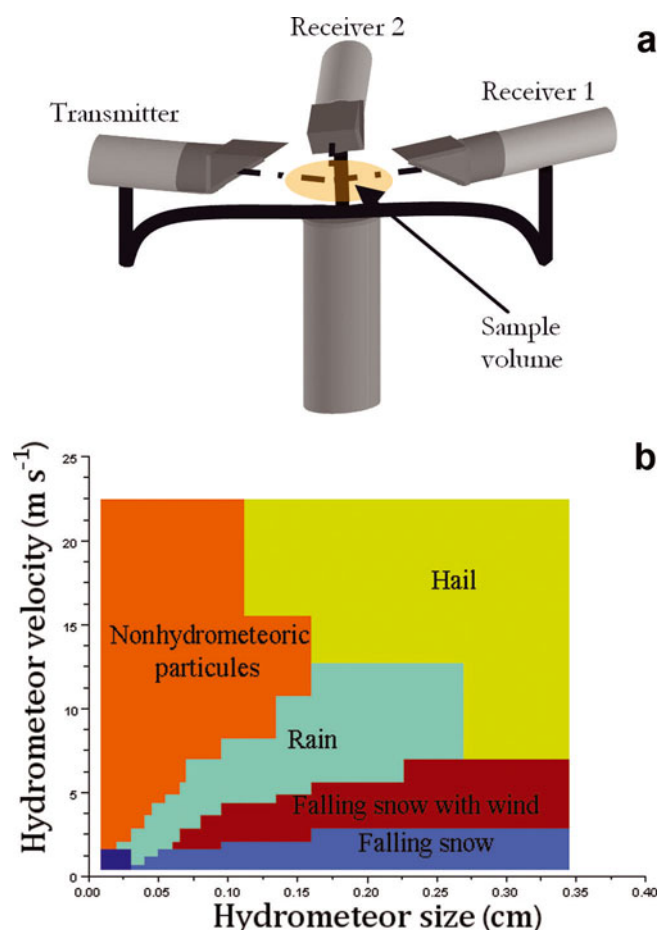 a
Receiver 2
Receiver 1
Transmitter
Sample
volume
b
Hydrometeor velocity (m s⁻¹)
25
20
15
10
5
0
Hail
Nonhydrometeoric
particules
Rain
Falling snow with wind
Falling snow
0.00 0.05 0.10 0.15 0.20 0.25 0.30 0.35 0.40
Hydrometeor size (cm)